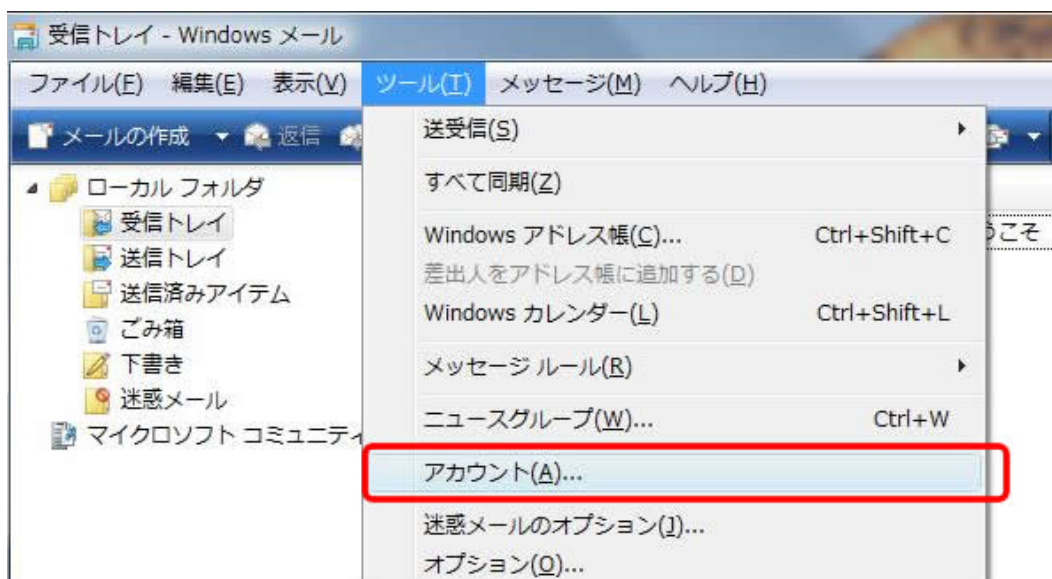 受信トレイ - Windows メール
ファイル(F) 編集(E) 表示(V) ツール(T) メッセージ(M) ヘルプ(H)
メールの作成 返信
ローカル フォルダ
受信トレイ
送信トレイ
送信済みアイテム
ごみ箱
下書き
迷惑メール
マイクロソフト コミュニティ
送受信(S)
すべて同期(Z)
Windows アドレス帳(C)... Ctrl+Shift+C
差出人をアドレス帳に追加する(D)
Windows カレンダー(L) Ctrl+Shift+L
メッセージ ルール(R)
ニュースグループ(W)... Ctrl+W
アカウント(A)...
迷惑メールのオプション(J)...
オプション(O)...
うこそ